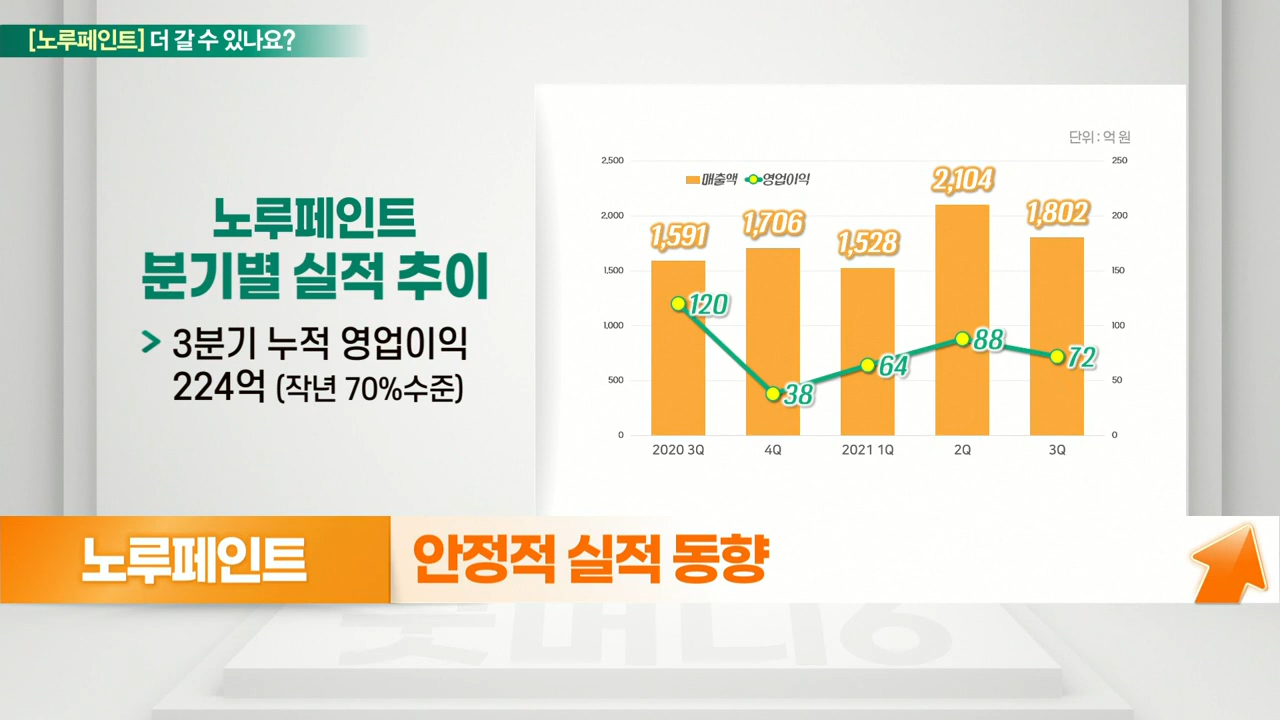 [노루페인트] 더 갈 수 있나요?
노루페인트
분기별 실적 추이
3분기 누적 영업이익
224억 (작년 70%수준)
단위 : 억 원
매출액 영업이익
2,500
2,000
1,500
1,000
500
0
250
200
150
100
50
0
1,591
1,706
1,528
2,104
1,802
120
38
64
88
72
2020 3Q
4Q
2021 1Q
2Q
3Q
노루페인트
안정적 실적 동향
굿머니6